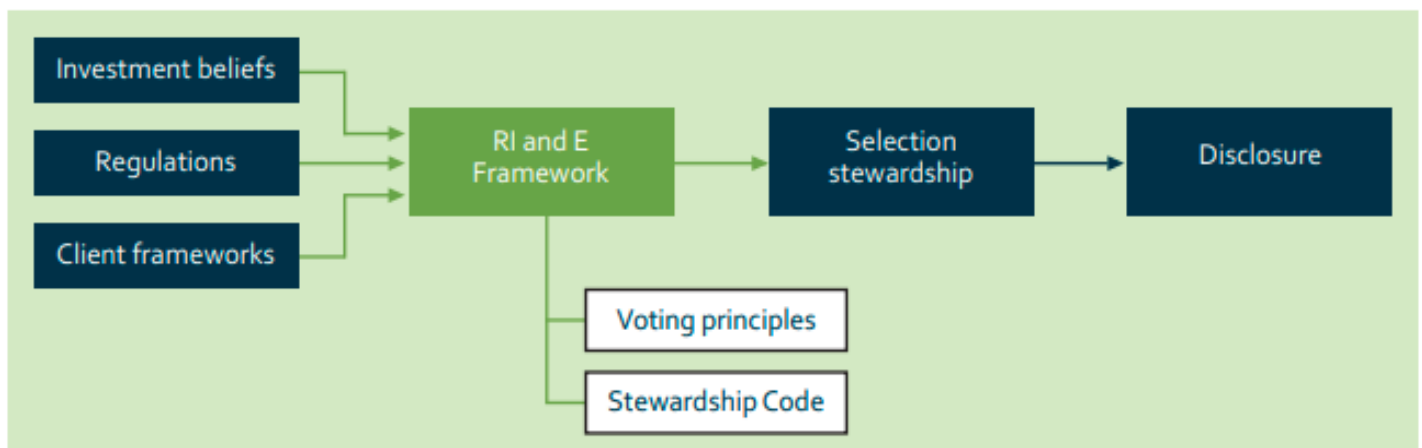 Investment beliefs
Regulations
Client frameworks
RI and E
Framework
Selection
stewardship
Disclosure
Voting principles
Stewardship Code